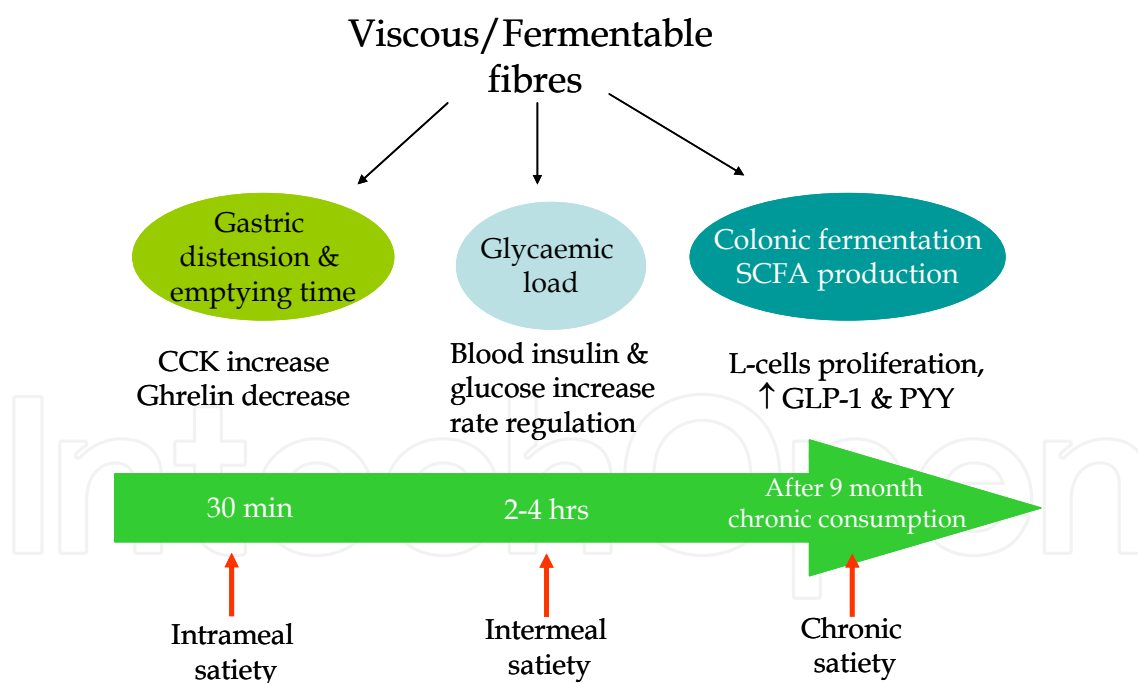 Viscous/Fermentable
fibres
Gastric
distension &
emptying time
Glycaemic
load
Colonic fermentation
SCFA production
CCK increase
Ghrelin decrease
Blood insulin &
glucose increase
rate regulation
L-cells proliferation,
↑ GLP-1 & PYY
IntechOpen
30 min
2-4 hrs
After 9 month
chronic consumption
Intrameal
satiety
Intermeal
satiety
Chronic
satiety